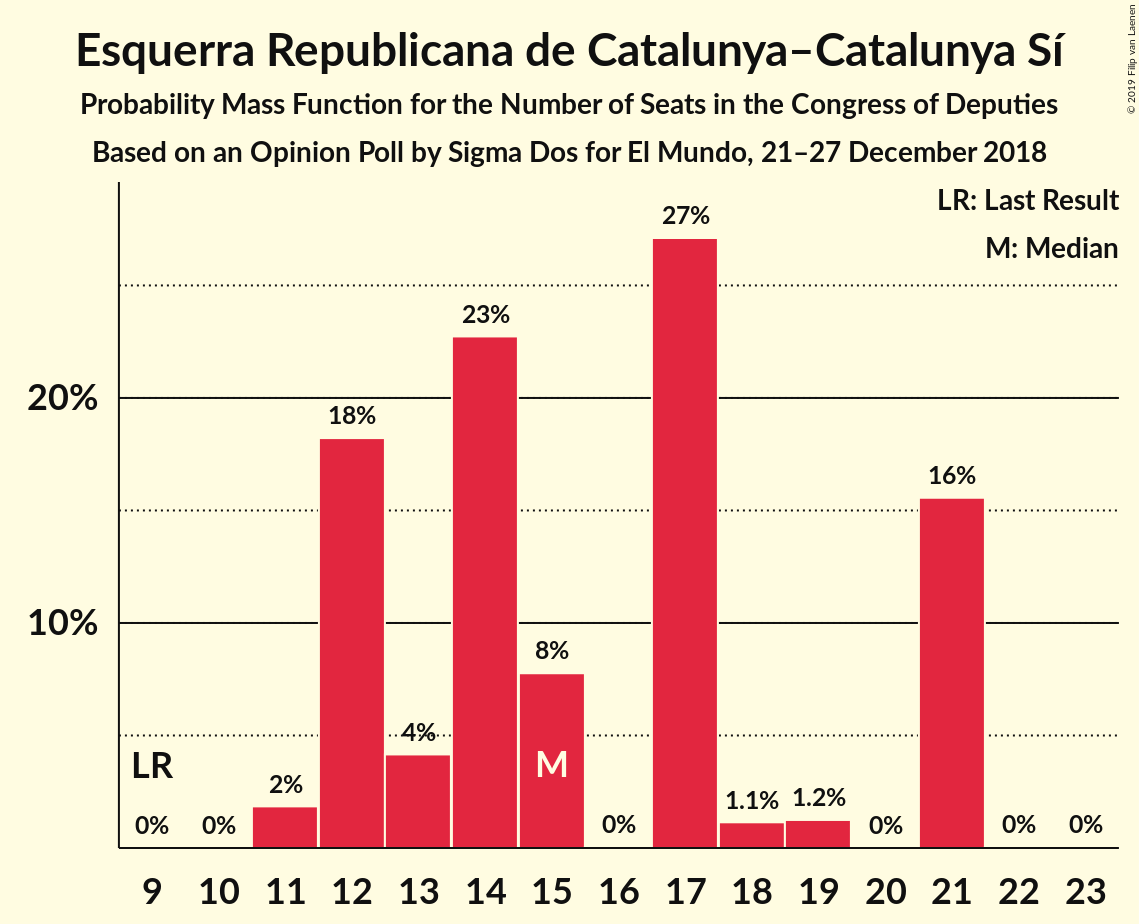 Esquerra Republicana de Catalunya–Catalunya Sí
Probability Mass Function for the Number of Seats in the Congress of Deputies
Based on an Opinion Poll by Sigma Dos for El Mundo, 21–27 December 2018
© 2019 Filip van Laenen
LR: Last Result
M: Median
27%
23%
20%
18%
16%
10%
8%
4%
LR
M
2%
1.1%
1.2%
0%
0%
0%
0%
0%
0%
9 10 11 12 13 14 15 16 17 18 19 20 21 22 23